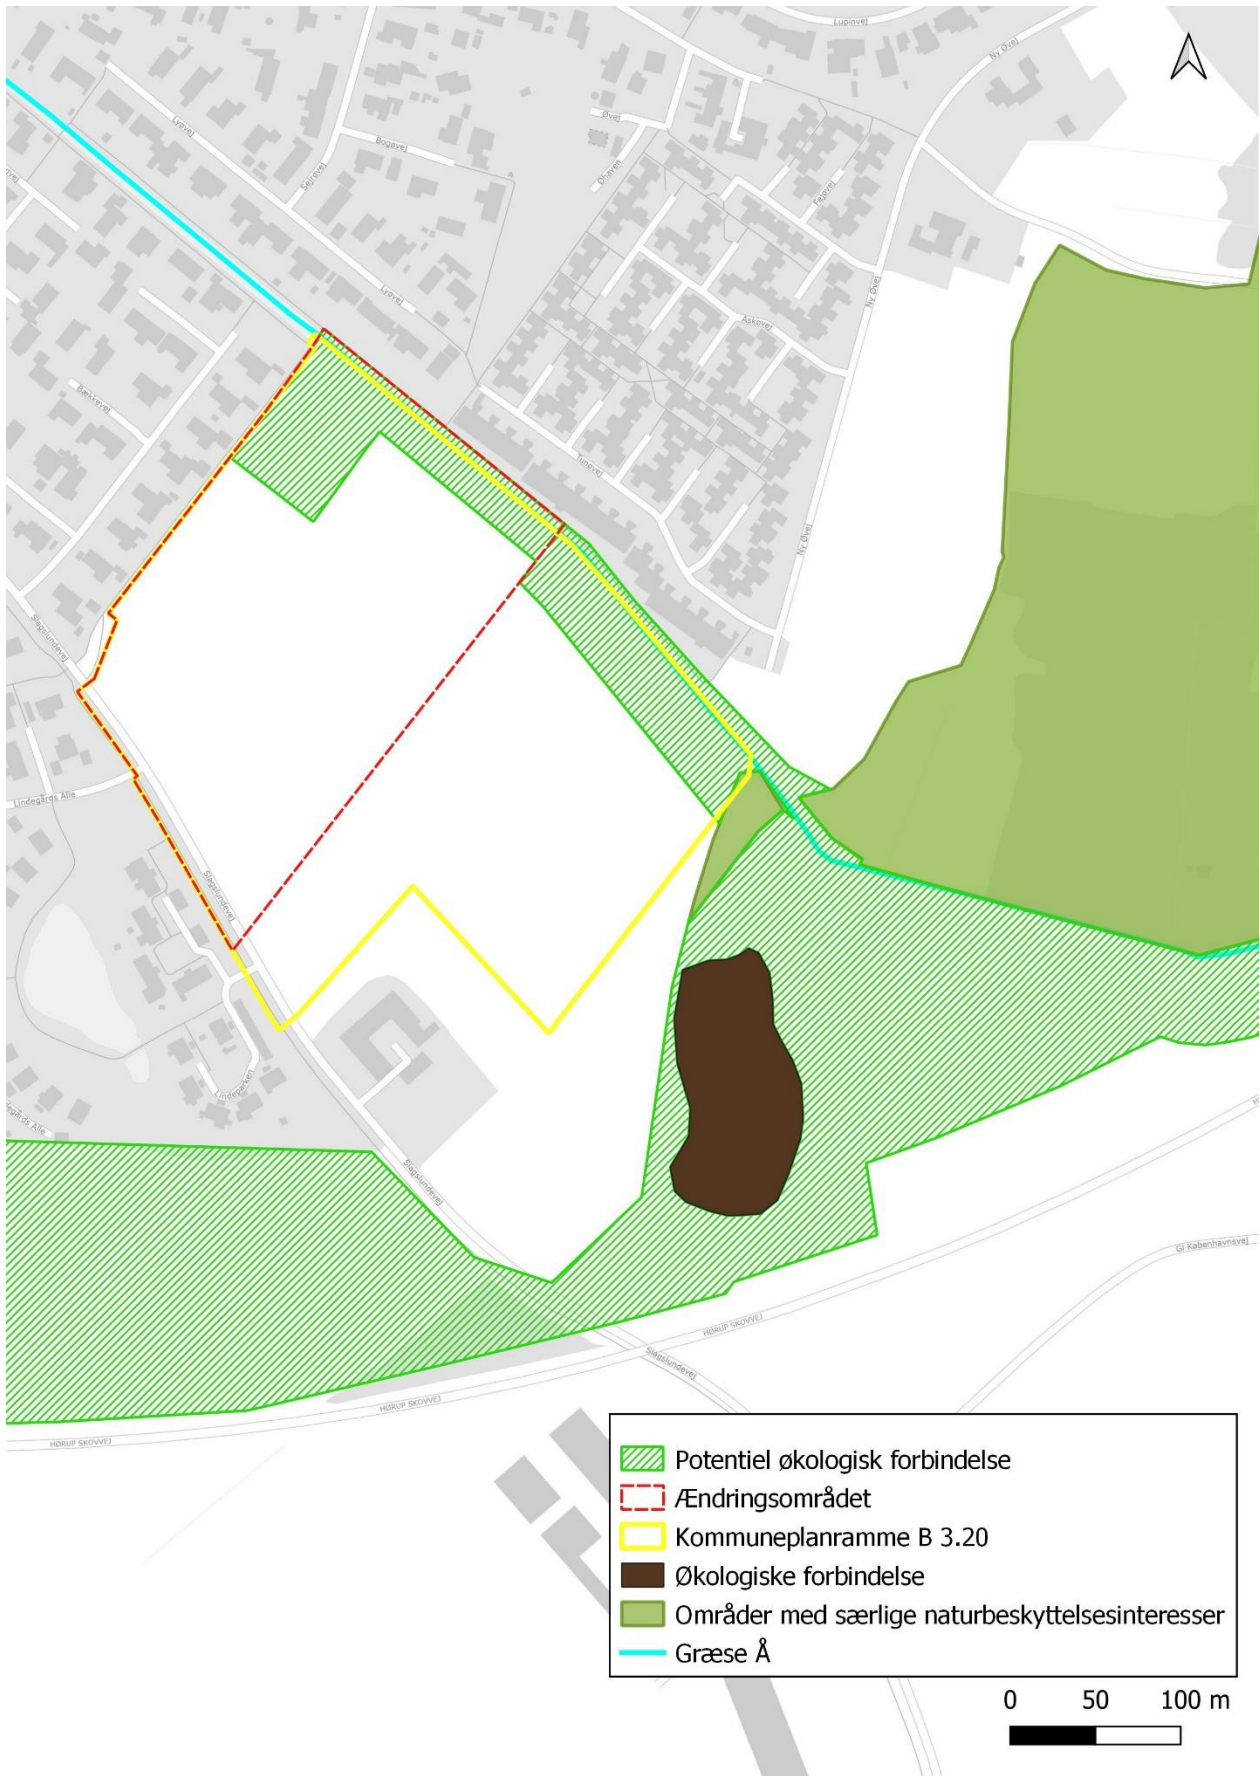 Lupinvej
Ny Øvej
Lyøvej
Øvej
Bogøvej
Sejrøvej
Øhaven
Fejøvej
Ny Øvej
Lyøvej
Askøvej
Bækkevej
Tunøvej
Ny Øvej
Slagslundevej
Lindegårds Alle
Slagslundevej
Lindeparken
Slagslundevej
Gl Københavnsvej
HØRUP SKOVVEJ
Slagslundevej
HØRUP SKOVVEJ
HØRUP SKOVVEJ
Potentiel økologisk forbindelse
Ændringsområdet
Kommuneplanramme B 3.20
Økologiske forbindelse
Områder med særlige naturbeskyttelsesinteresser
Græse Å
0 50 100 m